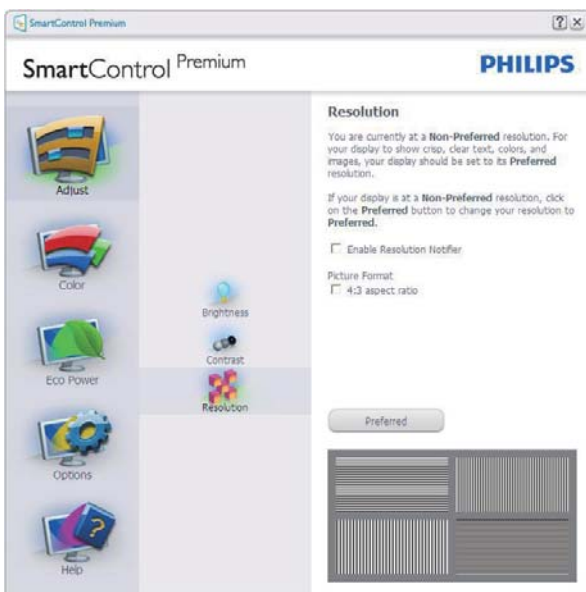 SmartControl Premium
SmartControl Premium
PHILIPS
Adjust
Color
Eco Power
Options
Help
Brightness
Contrast
Resolution
Resolution
You are currently at a Non-Preferred resolution. For
your display to show crisp, clear text, colors, and
images, your display should be set to its Preferred
resolution.
If your display is at a Non-Preferred resolution, click
on the Preferred button to change your resolution to
Preferred.
Enable Resolution Notifier
Picture Format
4:3 aspect ratio
Preferred